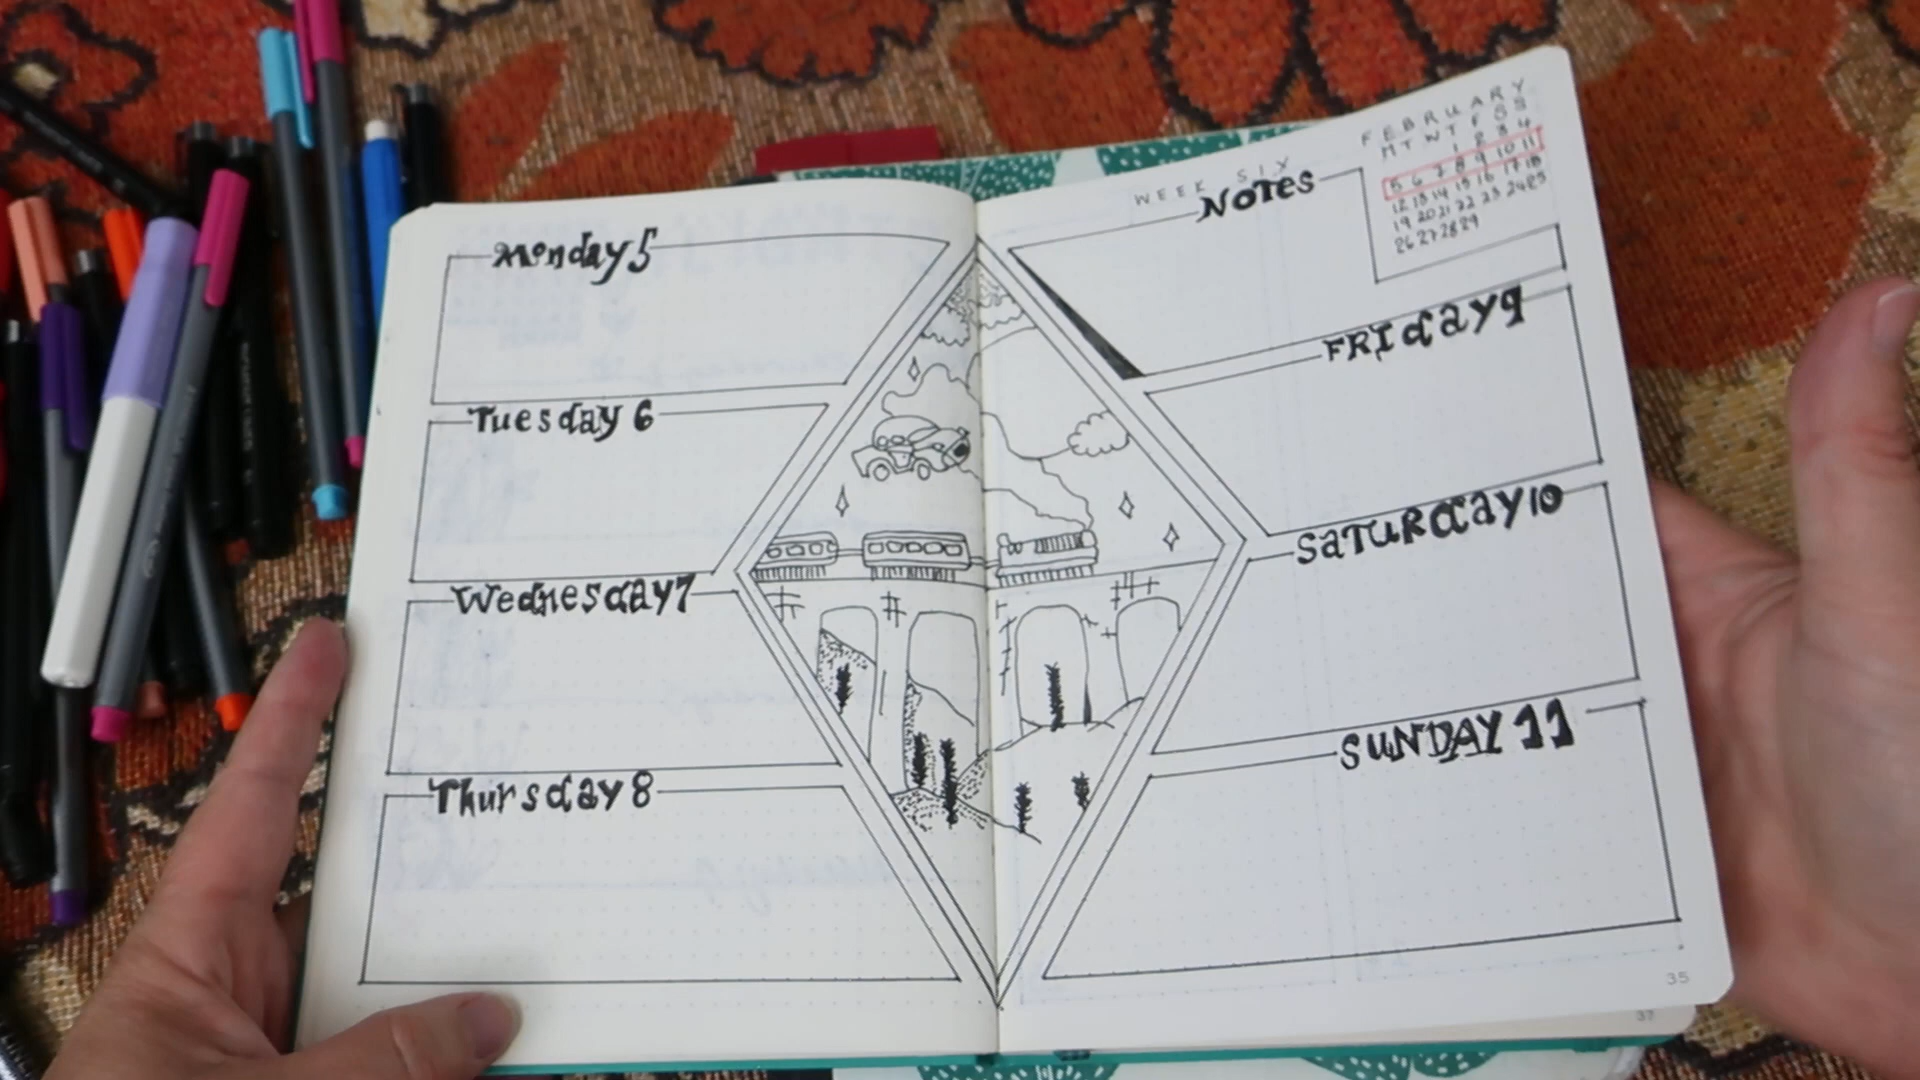 Monday 5
Tuesday 6
Wednesday 7
Thursday 8
WEEK SIX
Notes
FEBRUARY
M T W T F S S
1 2 3 4
5 6 7 8 9 10 11
12 13 14 15 16 17 18
19 20 21 22 23 24 25
26 27 28 29
FRIday 9
SaTURday 10
SUNDAY 11
35
37